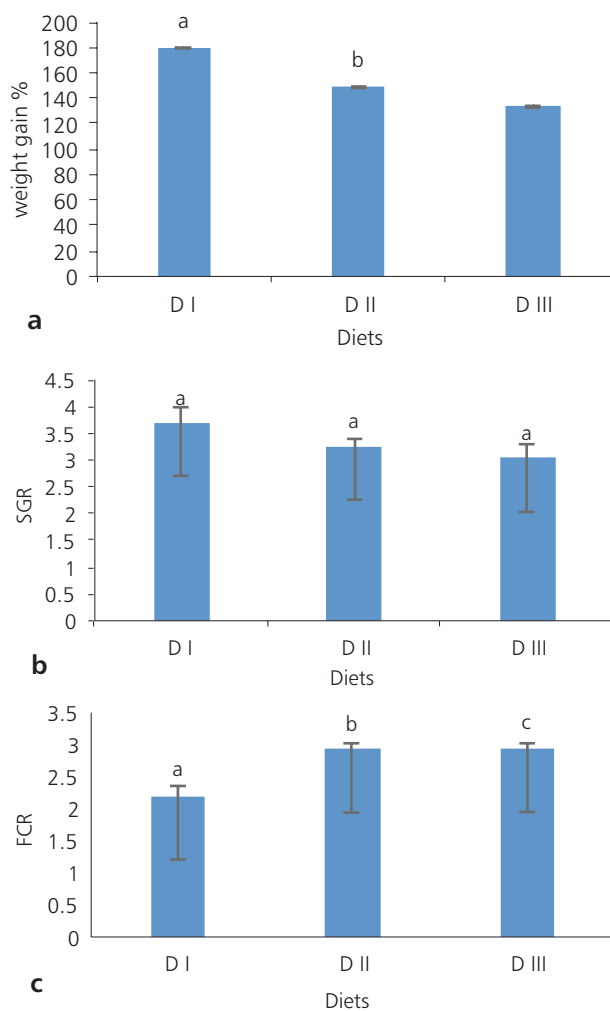 200
180
160
140
120
100
80
60
40
20
0
weight gain %
a
b
D I
D II
D III
Diets
a
4.5
4
3.5
3
2.5
2
1.5
1
0.5
0
SGR
a
a
a
D I
D II
D III
Diets
b
3.5
3
2.5
2
1.5
1
0.5
0
FCR
a
b
c
D I
D II
D III
Diets
c